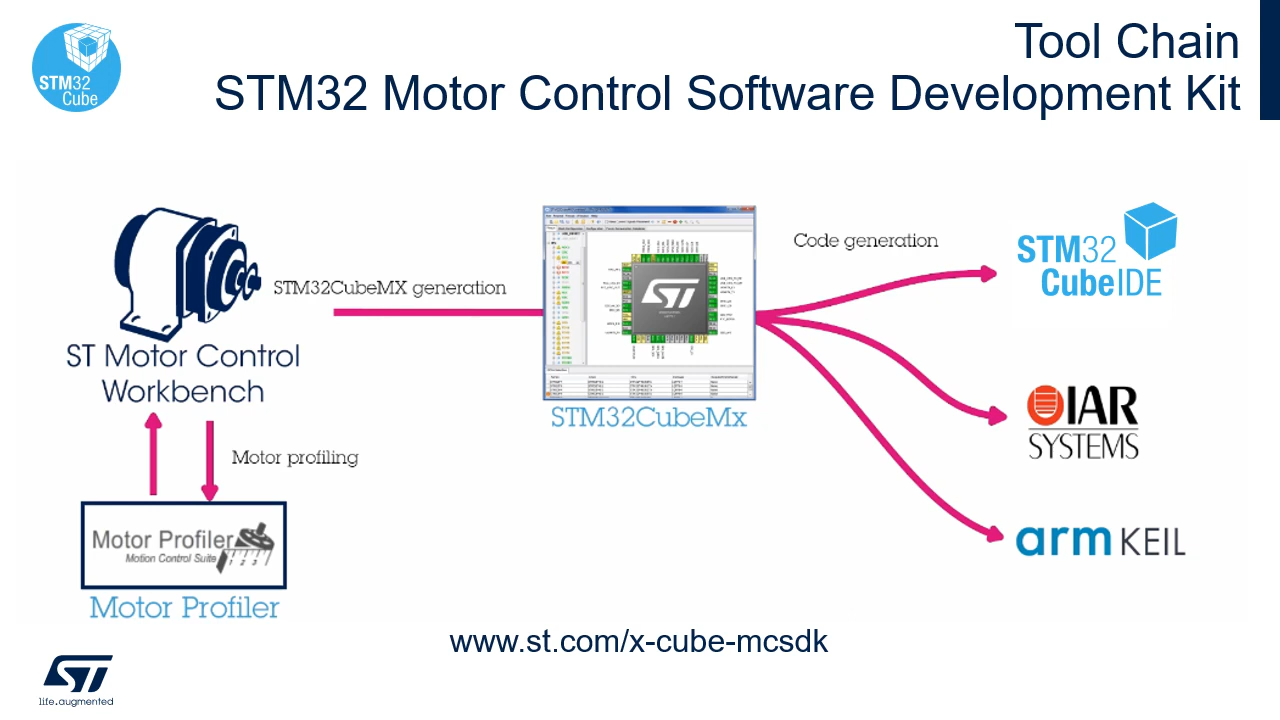 STM32
Cube
Tool Chain
STM32 Motor Control Software Development Kit
STM32CubeMX generation
ST Motor Control
Workbench
Motor profiling
Motor Profiler
Motion Control Suite
Motor Profiler
ST
STM32CubeMx
Code generation
STM32
CubeIDE
IAR
SYSTEMS
arm KEIL
www.st.com/x-cube-mcsdk
ST
life.augmented